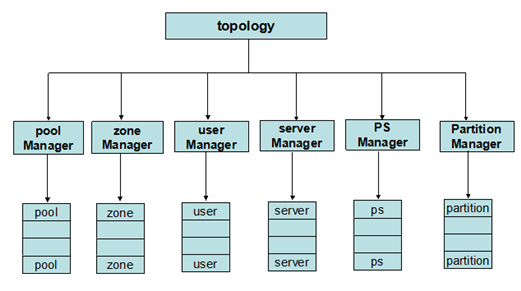 topology
pool
Manager
zone
Manager
user
Manager
server
Manager
PS
Manager
Partition
Manager
pool
zone
user
server
ps
partition
pool
zone
user
server
ps
partition